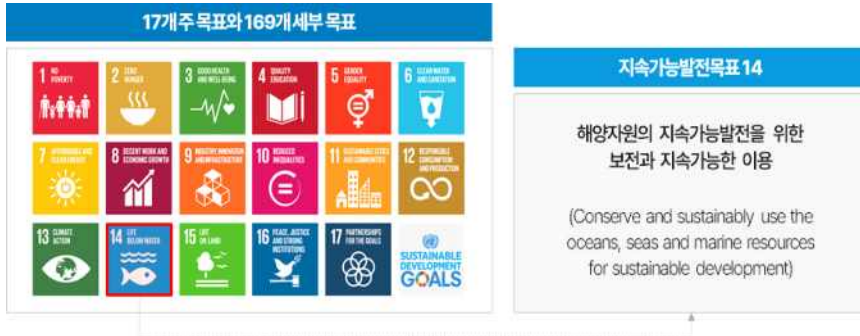 17개 주 목표와 169개 세부 목표
1 NO
POVERTY
2 ZERO
HUNGER
3 GOOD HEALTH
AND WELL-BEING
4 QUALITY
EDUCATION
5 GENDER
EQUALITY
6 CLEAN WATER
AND SANITATION
7 AFFORDABLE AND
CLEAN ENERGY
8 DECENT WORK AND
ECONOMIC GROWTH
9 INDUSTRY, INNOVATION
AND INFRASTRUCTURE
10 REDUCED
INEQUALITIES
11 SUSTAINABLE CITIES
AND COMMUNITIES
12 RESPONSIBLE
CONSUMPTION
AND PRODUCTION
13 CLIMATE
ACTION
14 LIFE
BELOW WATER
15 LIFE
ON LAND
16 PEACE, JUSTICE
AND STRONG
INSTITUTIONS
17 PARTNERSHIPS
FOR THE GOALS
SUSTAINABLE
DEVELOPMENT
GOALS
지속가능발전목표 14
해양자원의 지속가능발전을 위한
보전과 지속가능한 이용
(Conserve and sustainably use the
oceans, seas and marine resources
for sustainable development)